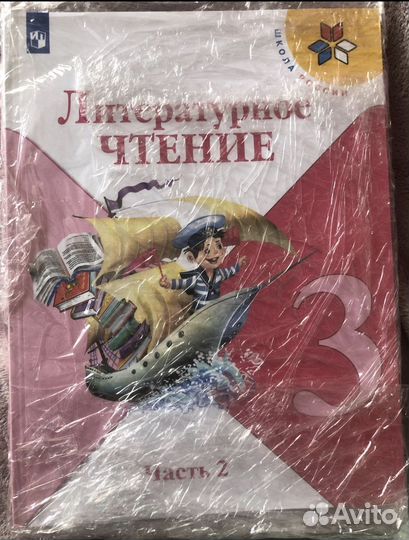 ШКОЛА РОССИИ
Литературное
ЧТЕНИЕ
3
Часть 2
Avito